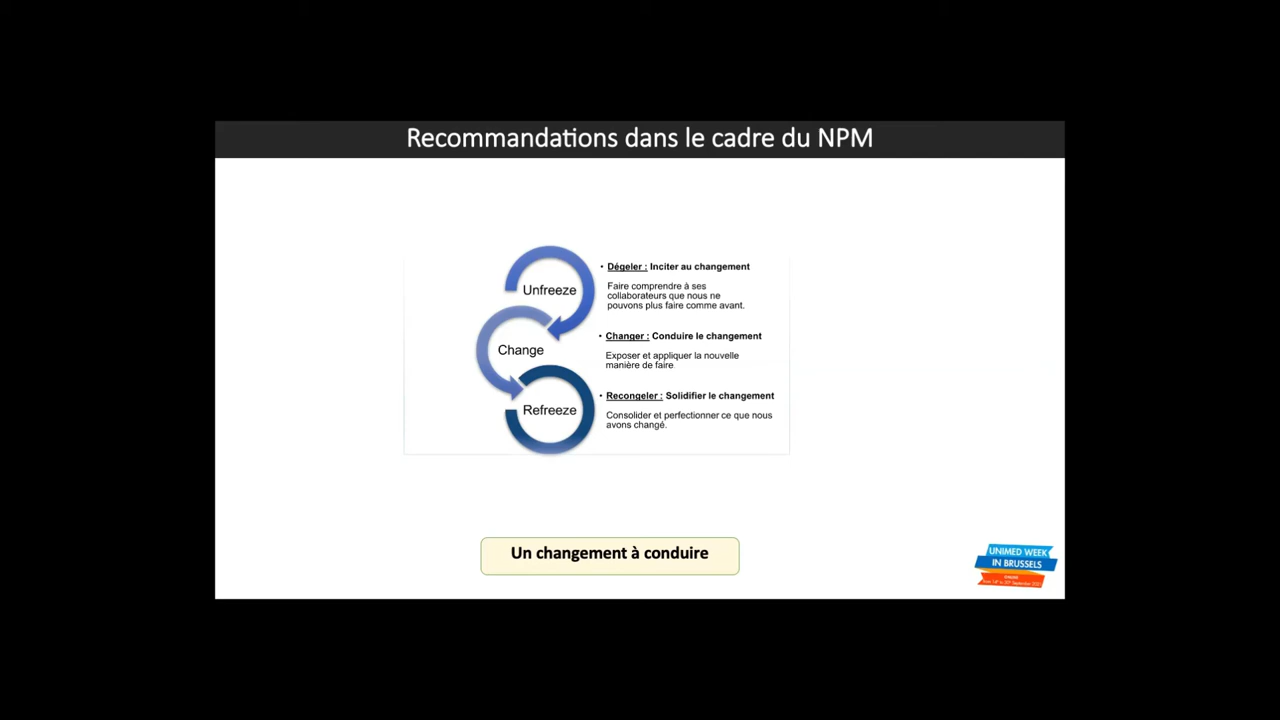 Recommandations dans le cadre du NPM
Unfreeze
• Dégeler : Inciter au changement
Faire comprendre à ses
collaborateurs que nous ne
pouvons plus faire comme avant.
Change
• Changer : Conduire le changement
Exposer et appliquer la nouvelle
manière de faire
Refreeze
• Recongeler : Solidifier le changement
Consolider et perfectionner ce que nous
avons changé.
Un changement à conduire
UNIMED WEEK
IN BRUSSELS